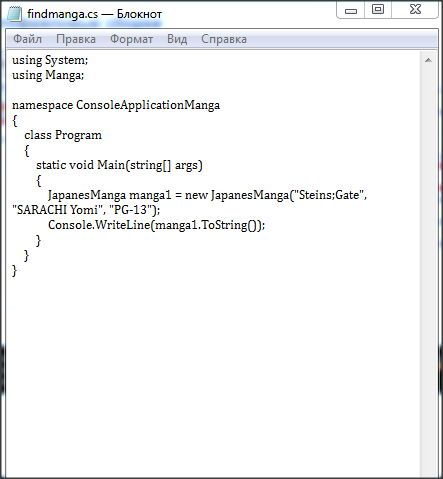 findmanga.cs — Блокнот
Файл Правка Формат Вид Справка
using System;
using Manga;
namespace ConsoleApplicationManga
{
class Program
{
static void Main(string[] args)
{
JapanesManga manga1 = new JapanesManga("Steins;Gate",
"SARACHI Yomi", "PG-13");
Console.WriteLine(manga1.ToString());
}
}
}